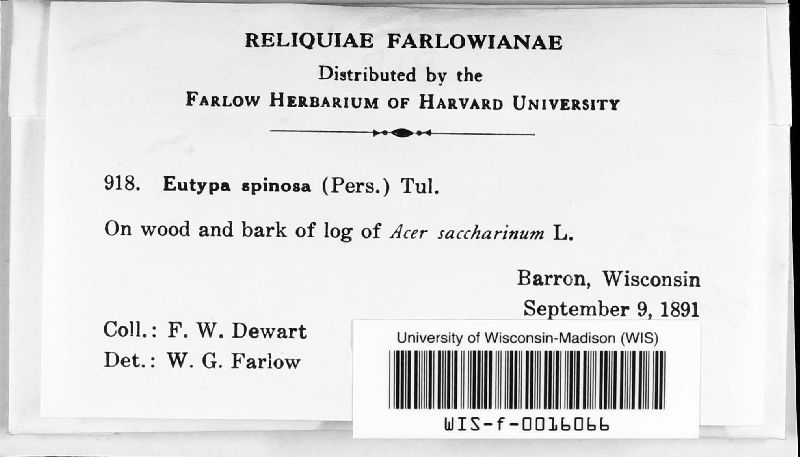 RELIQUIAE FARLOWIANAE
Distributed by the
FARLOW HERBARIUM OF HARVARD UNIVERSITY
918. Eutypa spinosa (Pers.) Tul.
On wood and bark of log of Acer saccharinum L.
Barron, Wisconsin
September 9, 1891
Coll.: F. W. Dewart
Det.: W. G. Farlow
University of Wisconsin-Madison (WIS)
WIS-f-0016066